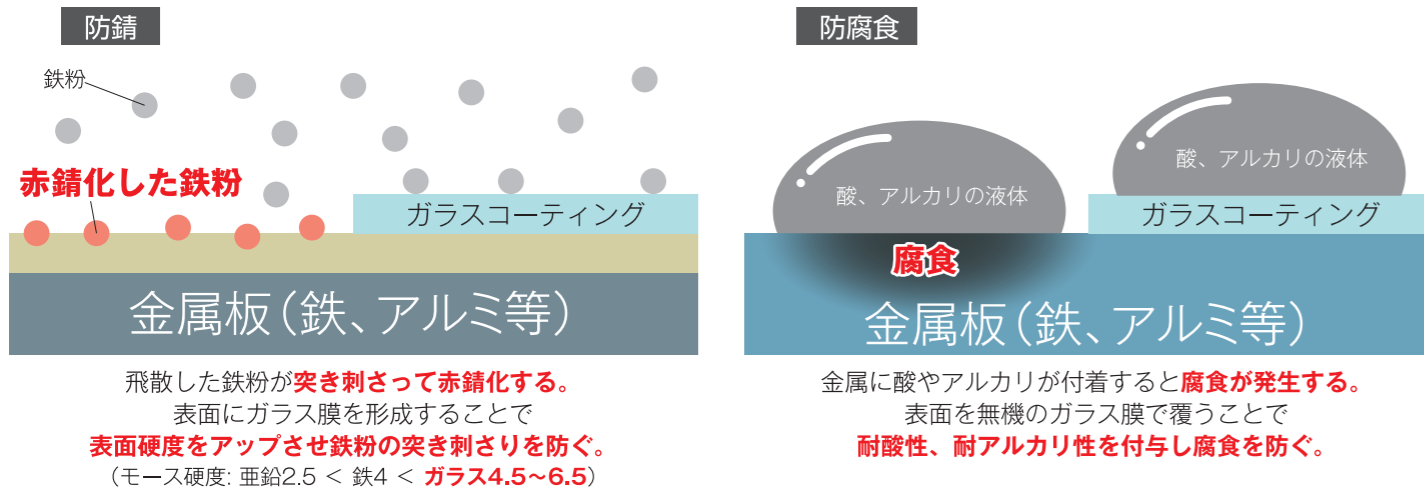 防錆
鉄粉
赤錆化した鉄粉
ガラスコーティング
金属板(鉄、アルミ等)
飛散した鉄粉が突き刺さって赤錆化する。
表面にガラス膜を形成することで
表面硬度をアップさせ鉄粉の突き刺さりを防ぐ。
(モース硬度: 亜鉛2.5 < 鉄4 < ガラス4.5〜6.5)
防腐食
酸、アルカリの液体
酸、アルカリの液体
ガラスコーティング
腐食
金属板(鉄、アルミ等)
金属に酸やアルカリが付着すると腐食が発生する。
表面を無機のガラス膜で覆うことで
耐酸性、耐アルカリ性を付与し腐食を防ぐ。